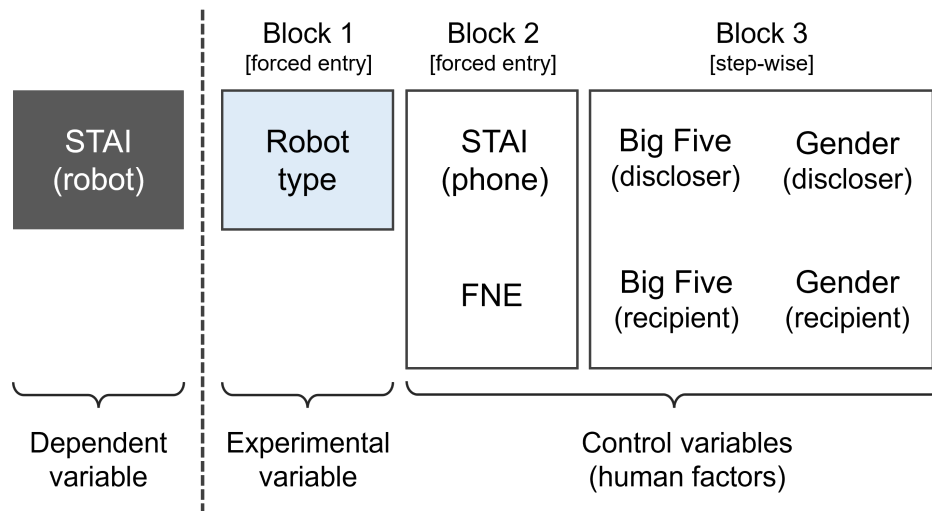 Block 1
[forced entry]
Block 2
[forced entry]
Block 3
[step-wise]
STAI
(robot)
Robot
type
STAI
(phone)
FNE
Big Five
(discloser)
Gender
(discloser)
Big Five
(recipient)
Gender
(recipient)
Dependent
variable
Experimental
variable
Control variables
(human factors)